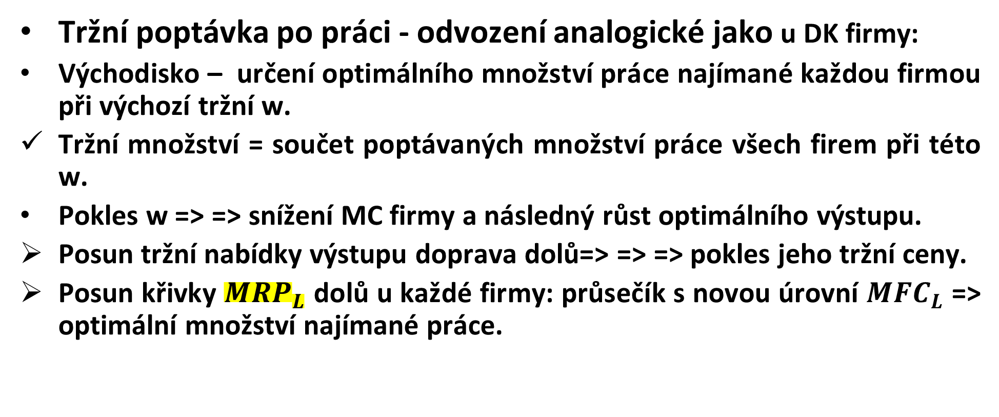 • Tržní poptávka po práci - odvození analogické jako u DK firmy:
• Východisko – určení optimálního množství práce najímané každou firmou
při výchozí tržní w.
✓ Tržní množství = součet poptávaných množství práce všech firem při této
w.
• Pokles w => => snížení MC firmy a následný růst optimálního výstupu.
➢ Posun tržní nabídky výstupu doprava dolů=> => => pokles jeho tržní ceny.
➢ Posun křivky MRP_L dolů u každé firmy: průsečík s novou úrovní MFC_L =>
optimální množství najímané práce.